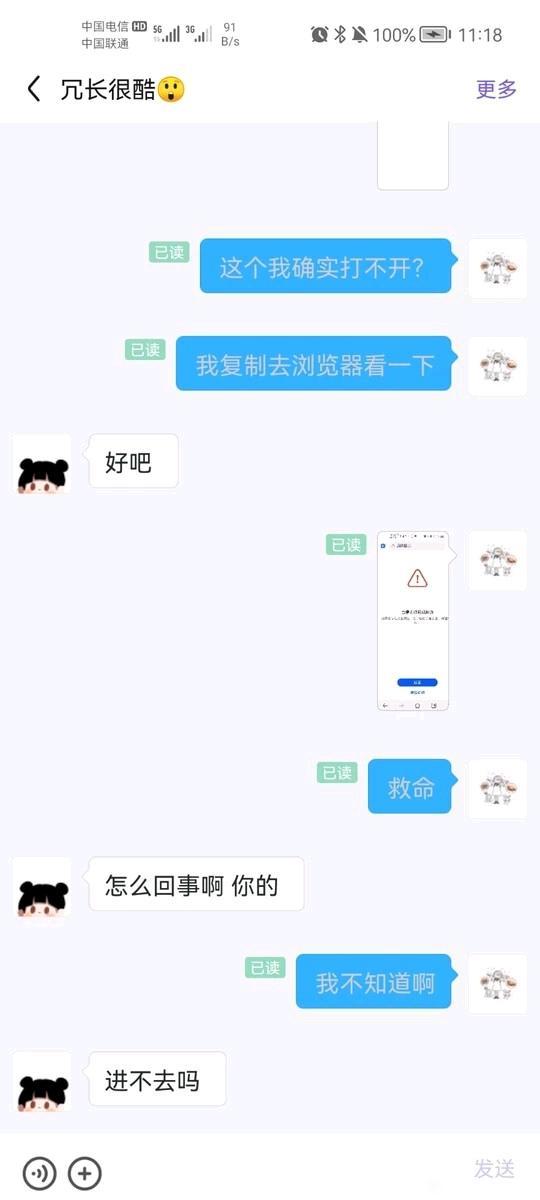 中国电信 HD 5G 3G 91 100% 11:18
中国联通 B/s
冗长很酷😲 更多
已读 这个我确实打不开？
已读 我复制去浏览器看一下
好吧
已读
已读 救命
怎么回事啊 你的
已读 我不知道啊
进不去吗
发送